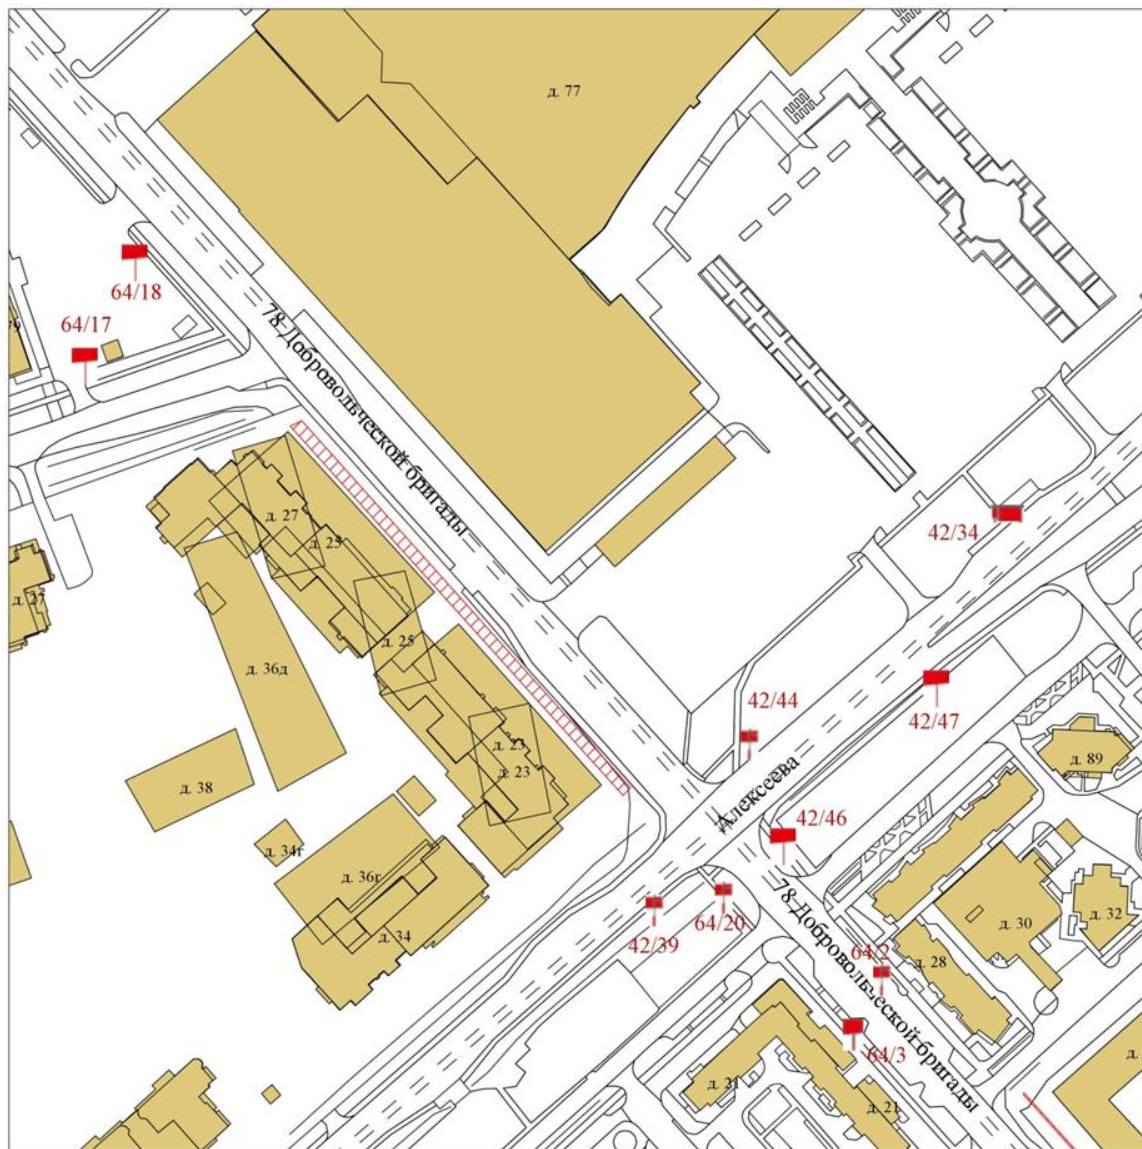 д. 77
64/18
64/17
78 Добровольческой бригады
д. 27
д. 25
42/34
д. 27
д. 25
д. 36д
42/47
42/44
д. 23
д. 89
д. 23
д. 38
Алексеева
42/46
д. 34г
д. 36г
64/20
78 Добровольческой бригады
д. 32
д. 30
д. 34
42/39
64/2
д. 28
64/3
д. 21
д. 21